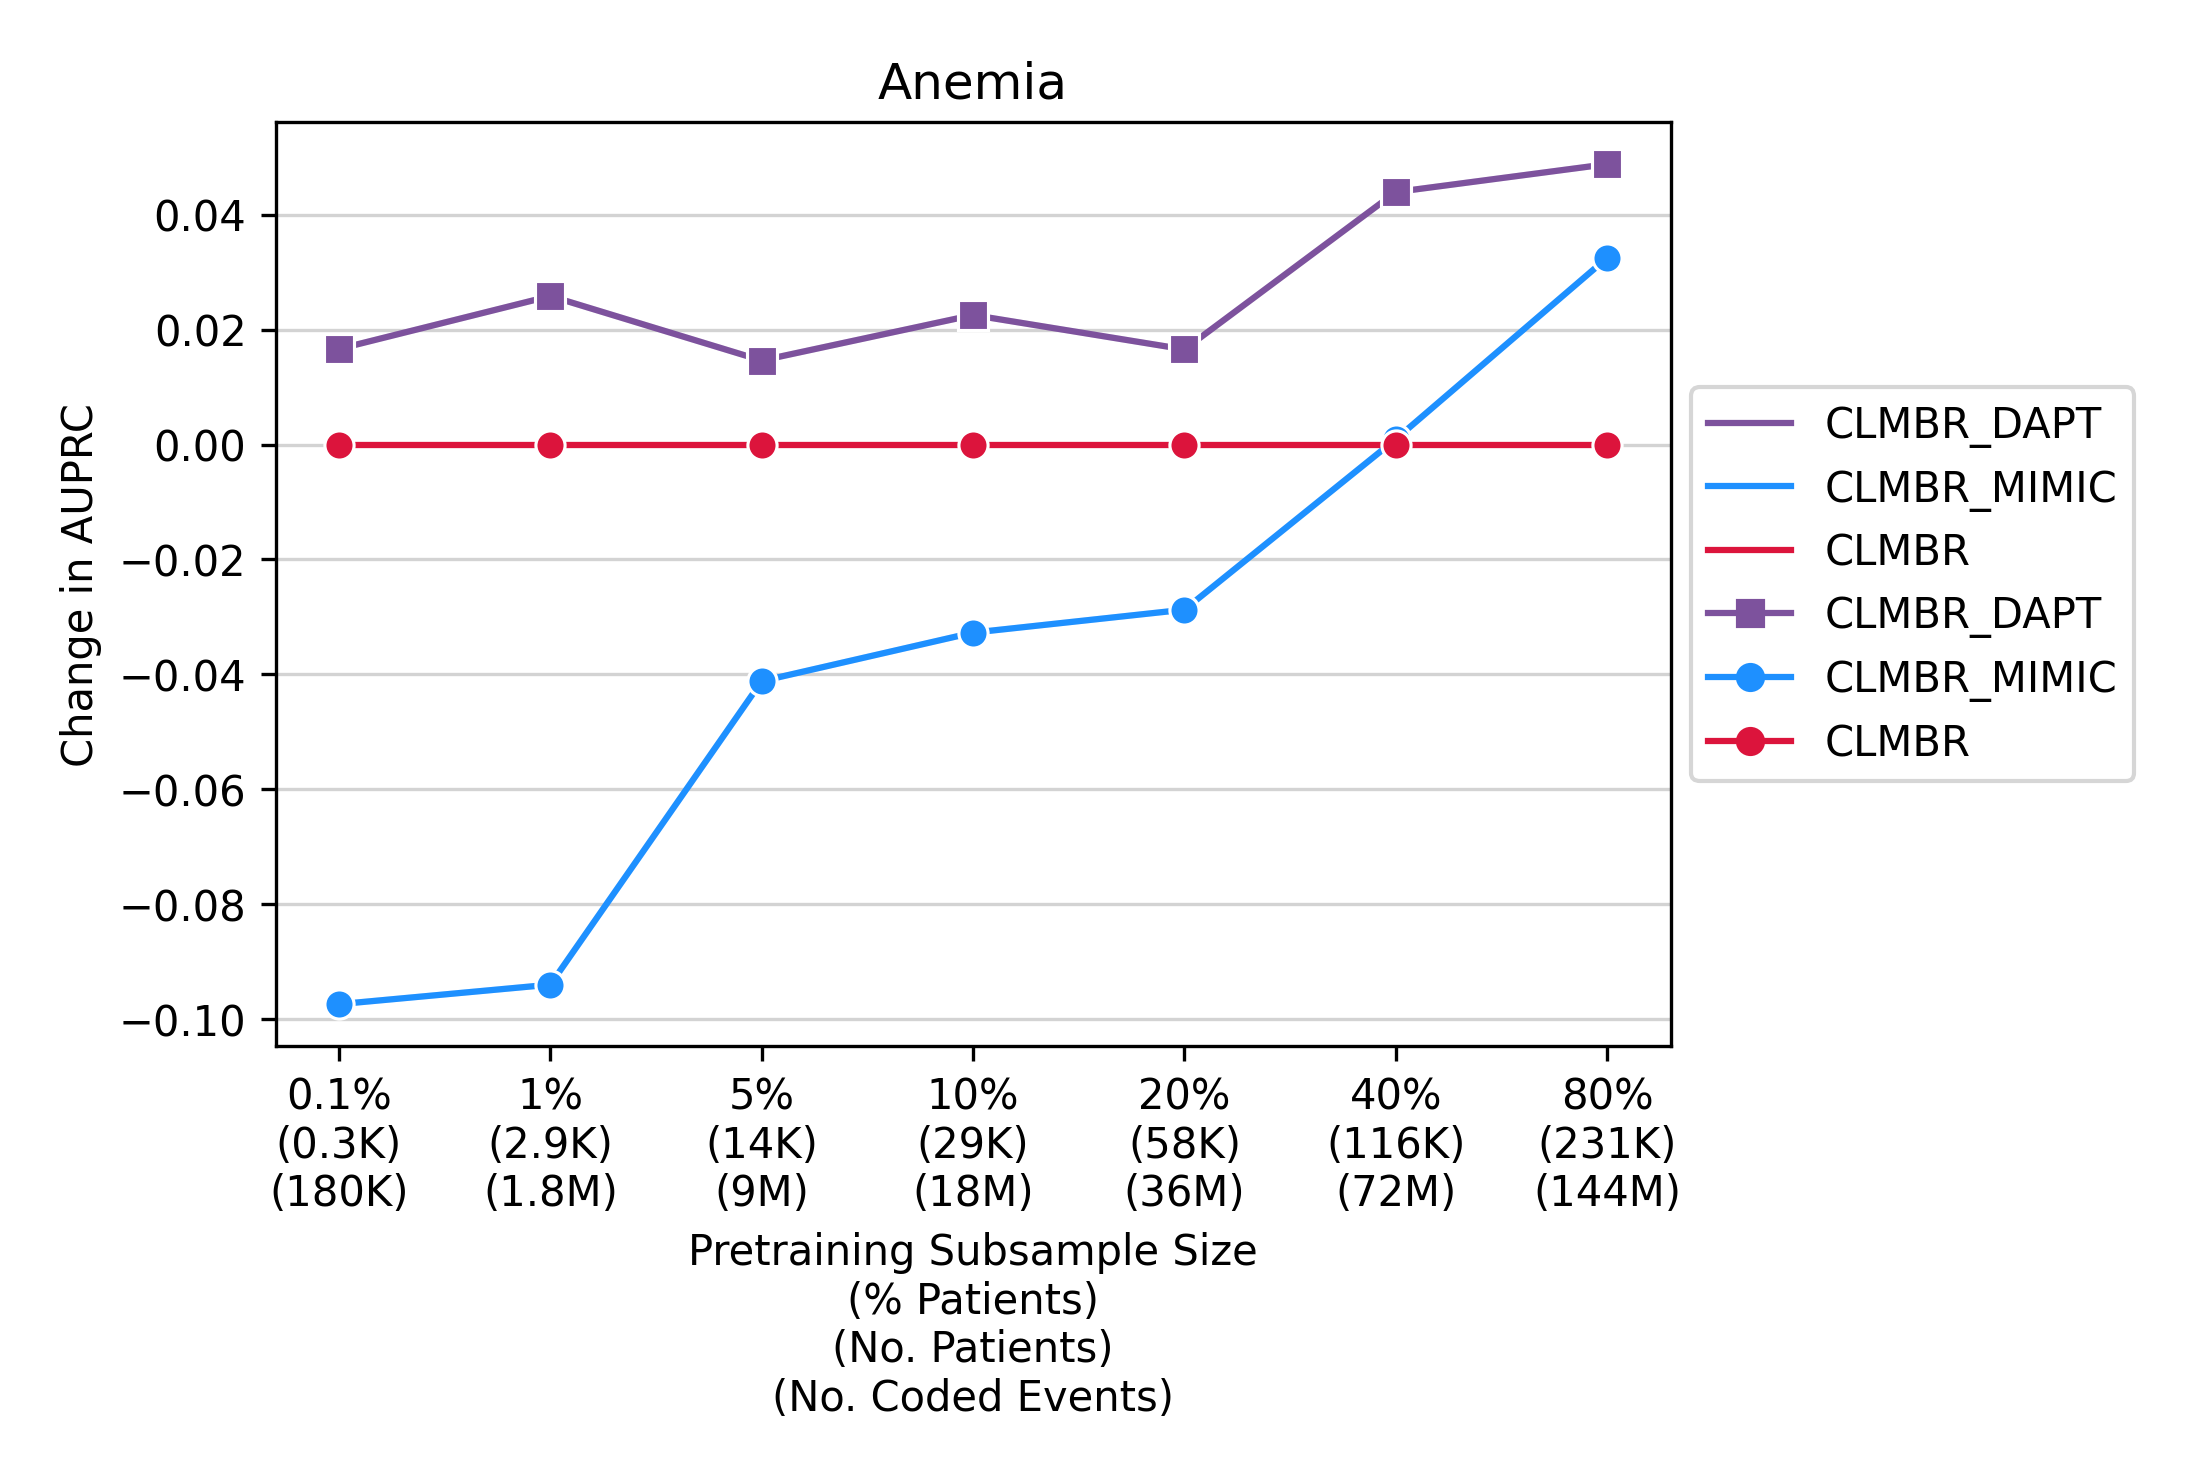 Anemia
Change in AUPRC
0.04
0.02
0.00
−0.02
−0.04
−0.06
−0.08
−0.10
0.1% 1% 5% 10% 20% 40% 80%
(0.3K) (2.9K) (14K) (29K) (58K) (116K) (231K)
(180K) (1.8M) (9M) (18M) (36M) (72M) (144M)
Pretraining Subsample Size
(% Patients)
(No. Patients)
(No. Coded Events)
CLMBR_DAPT
CLMBR_MIMIC
CLMBR
CLMBR_DAPT
CLMBR_MIMIC
CLMBR